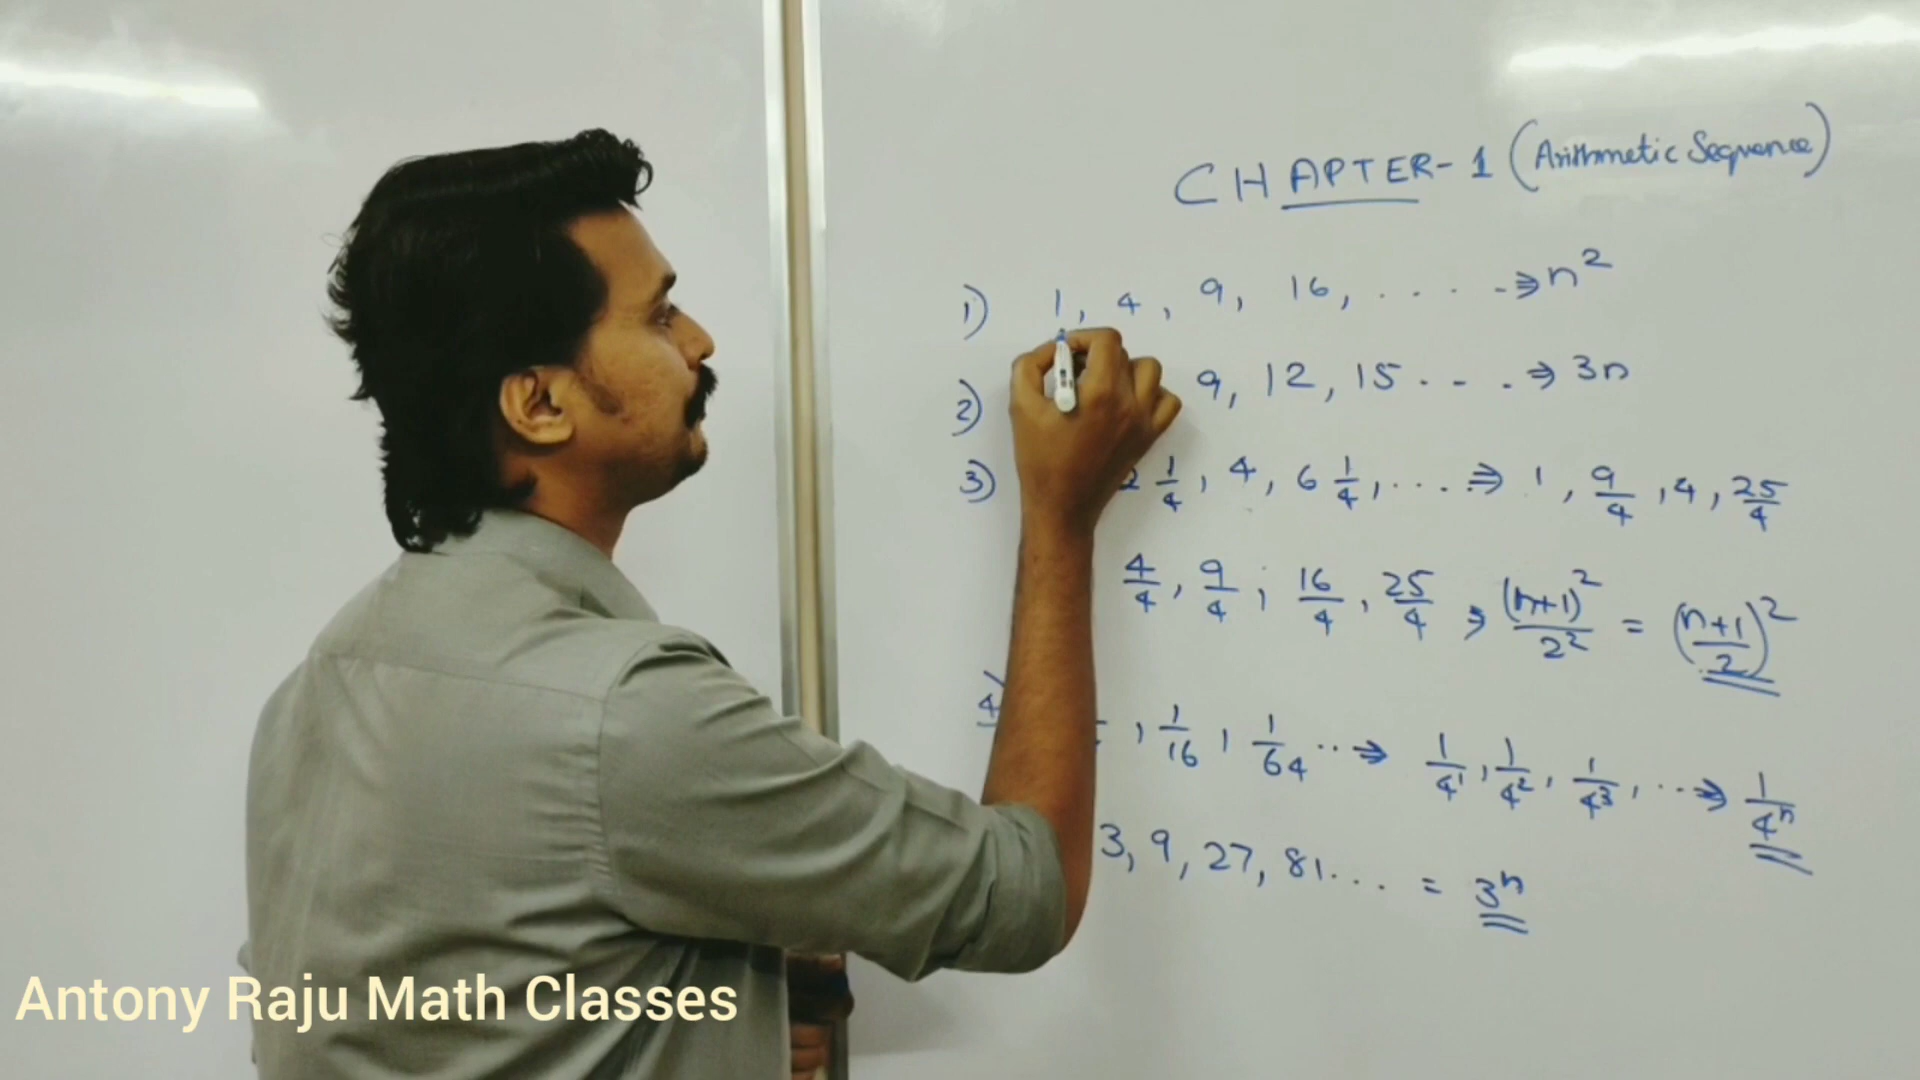 CHAPTER-1 (Arithmetic Sequence)
1) 1, 4, 9, 16, . . . . . ⇒ n²
2) 9, 12, 15 . . - . ⇒ 3n
3) 2 1/4, 4, 6 1/4, . . . . ⇒ 1, 9/4, 4, 25/4
4/4, 9/4, 16/4, 25/4 ⇒ (n+1)²/2² = (n+1/2)²
4) , 1/16, 1/64 . . ⇒ 1/4¹, 1/4², 1/4³, . . . ⇒ 1/4ⁿ
3, 9, 27, 81 . . . = 3ⁿ
Antony Raju Math Classes